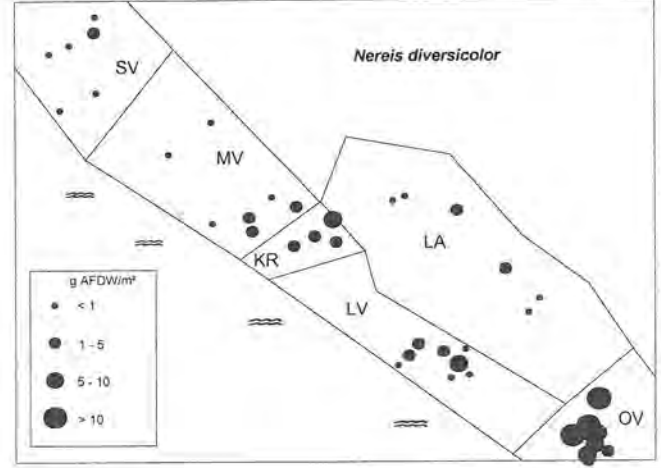 Nereis diversicolor
SV
MV
LA
KR
LV
OV
g AFDW/m²
< 1
1 - 5
5 - 10
> 10